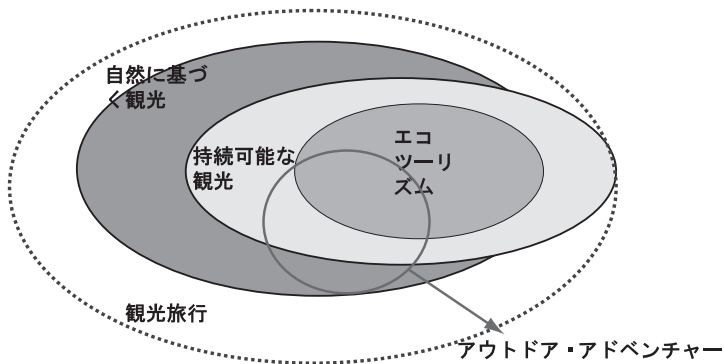 自然に基づ
く観光
持続可能な
観光
エコ
ツーリ
ズム
観光旅行
アウトドア・アドベンチャー